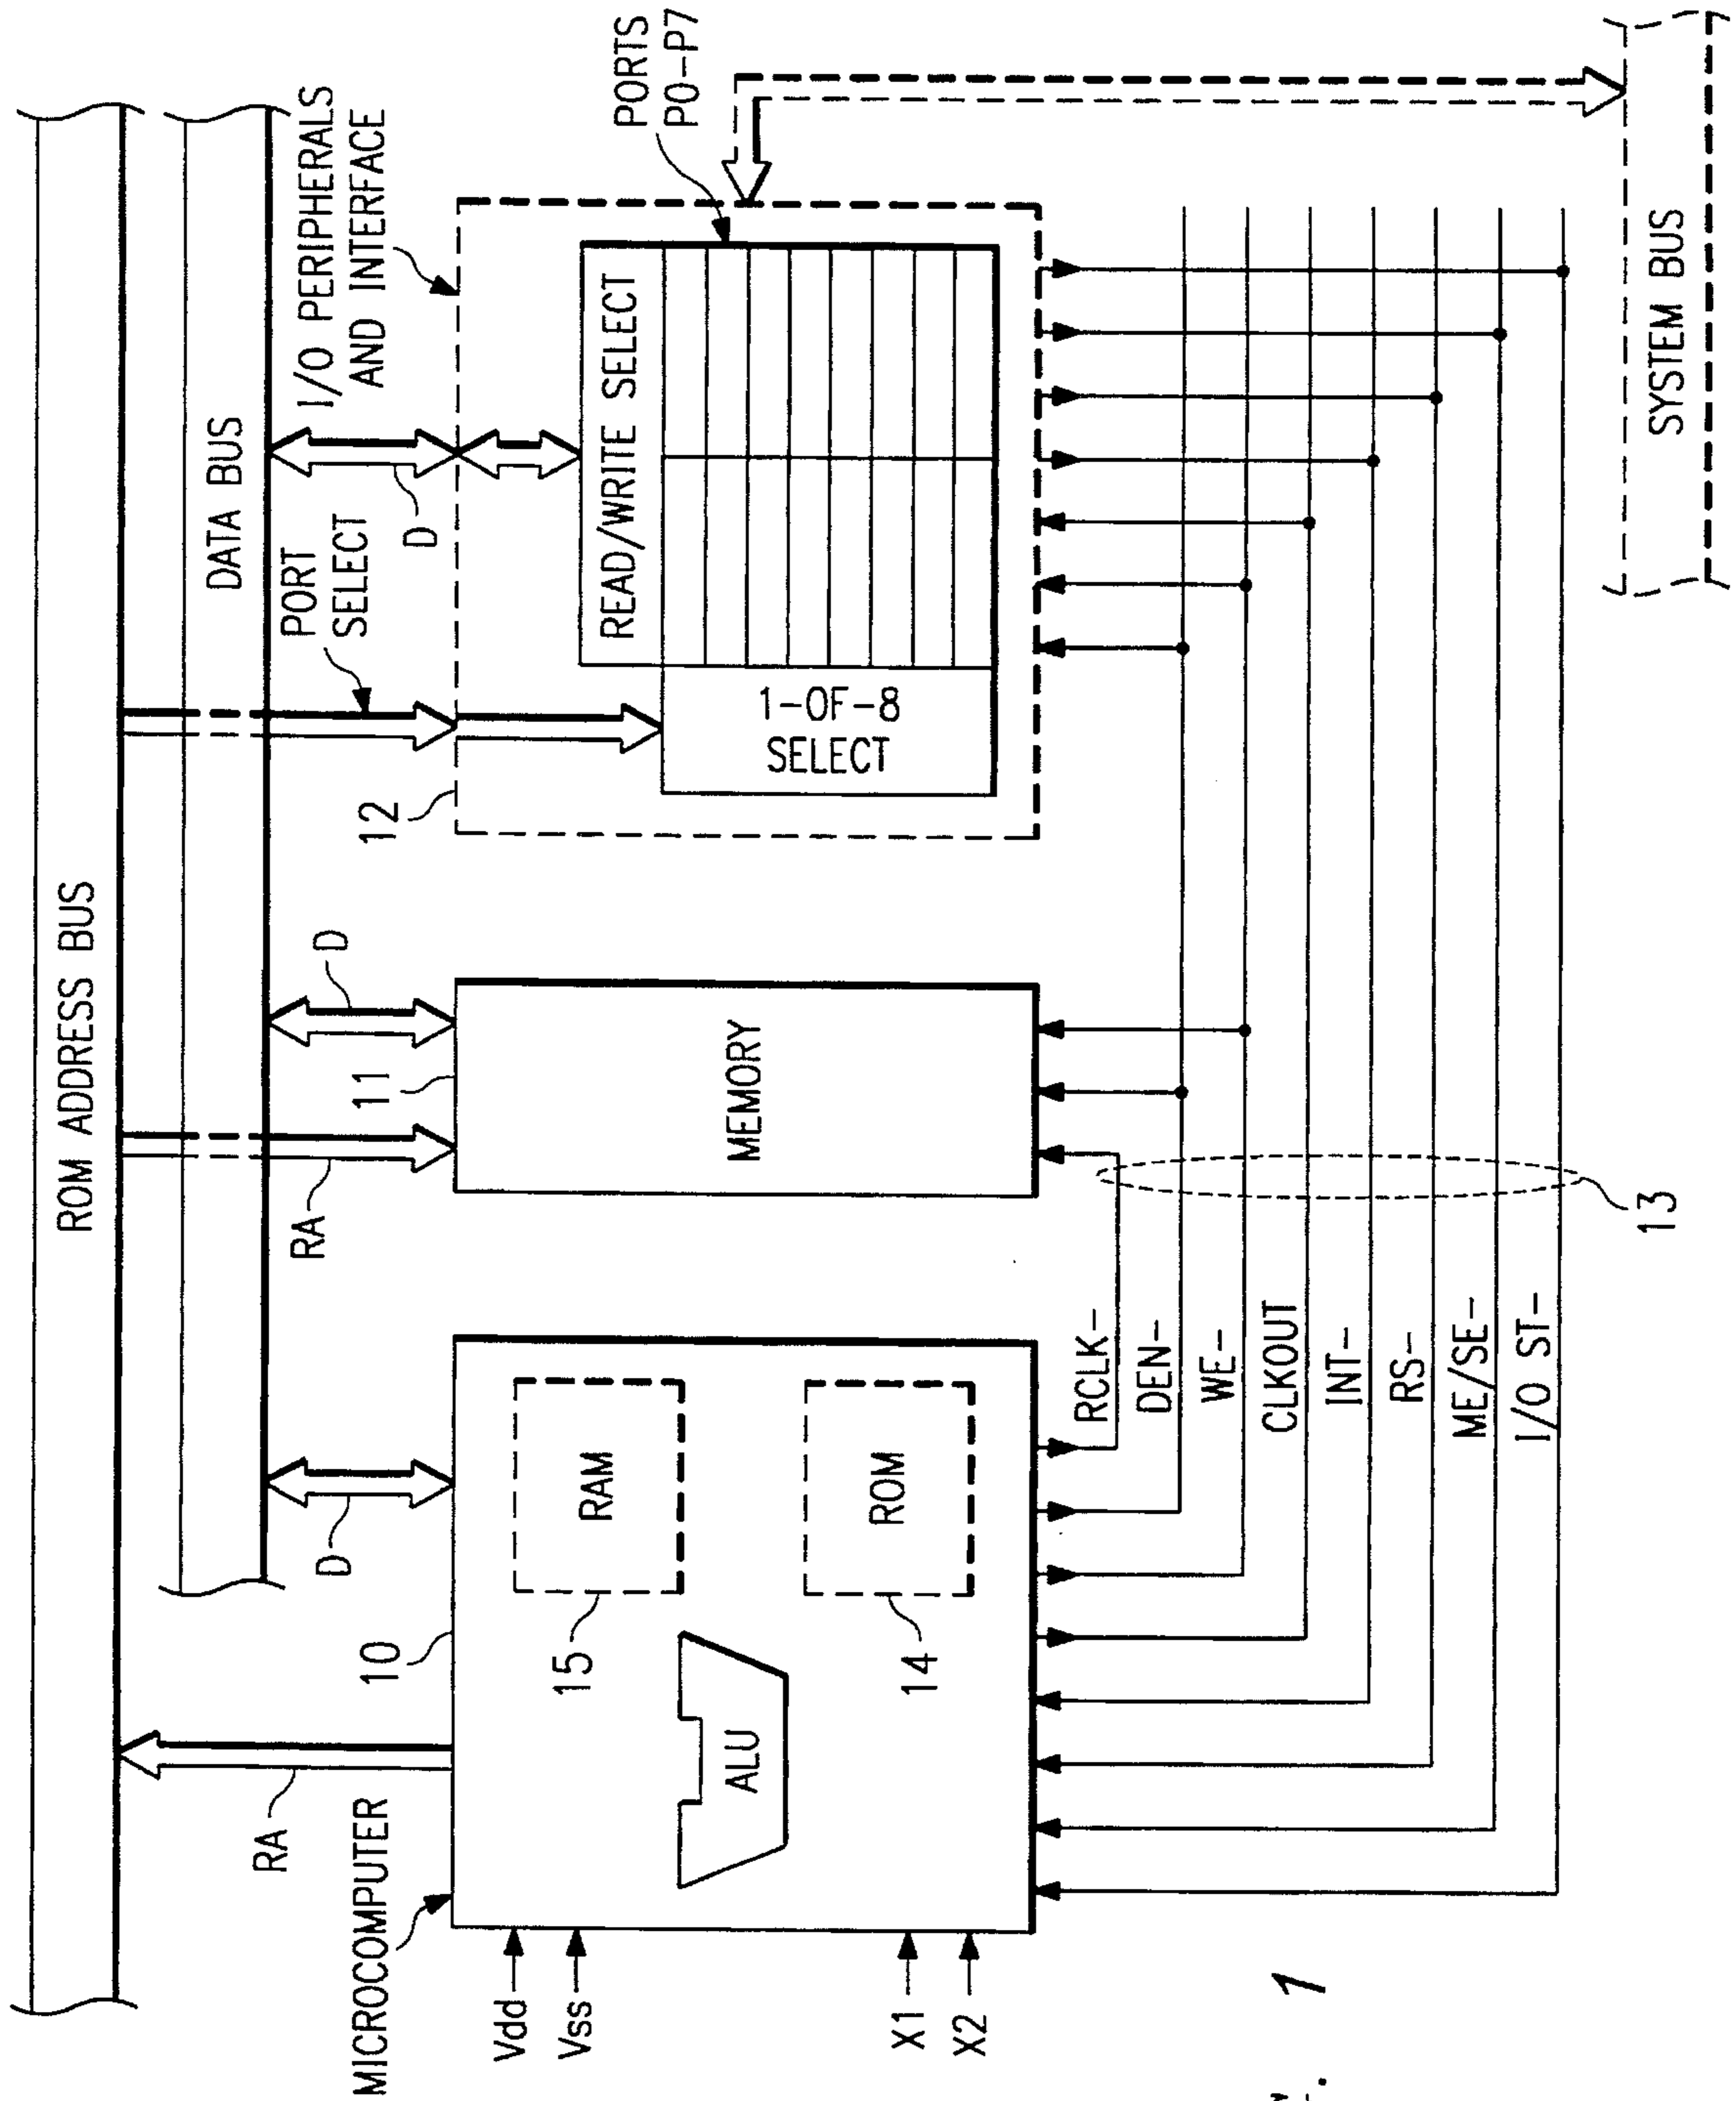 ROM ADDRESS BUS
DATA BUS
RA
D
RA
D
PORT
SELECT
D
I/O PERIPHERALS
AND INTERFACE
MICROCOMPUTER
10
11
12
Vdd
Vss
X1
X2
15
RAM
ALU
14
ROM
MEMORY
READ/WRITE SELECT
1-OF-8
SELECT
PORTS
P0-P7
RCLK-
DEN-
WE-
CLKOUT
INT-
RS-
ME/SE-
I/O ST-
13
SYSTEM BUS
1